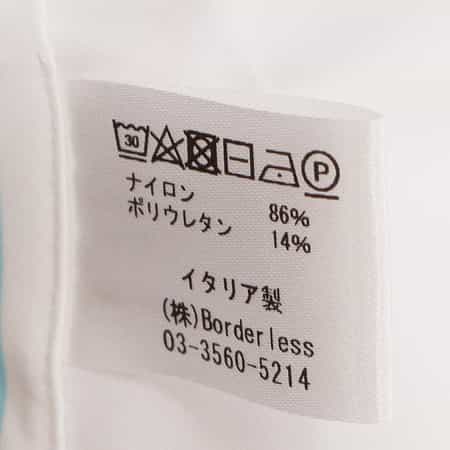 30 P
ナイロン 86%
ポリウレタン 14%
イタリア製
(株)Borderless
03-3560-5214